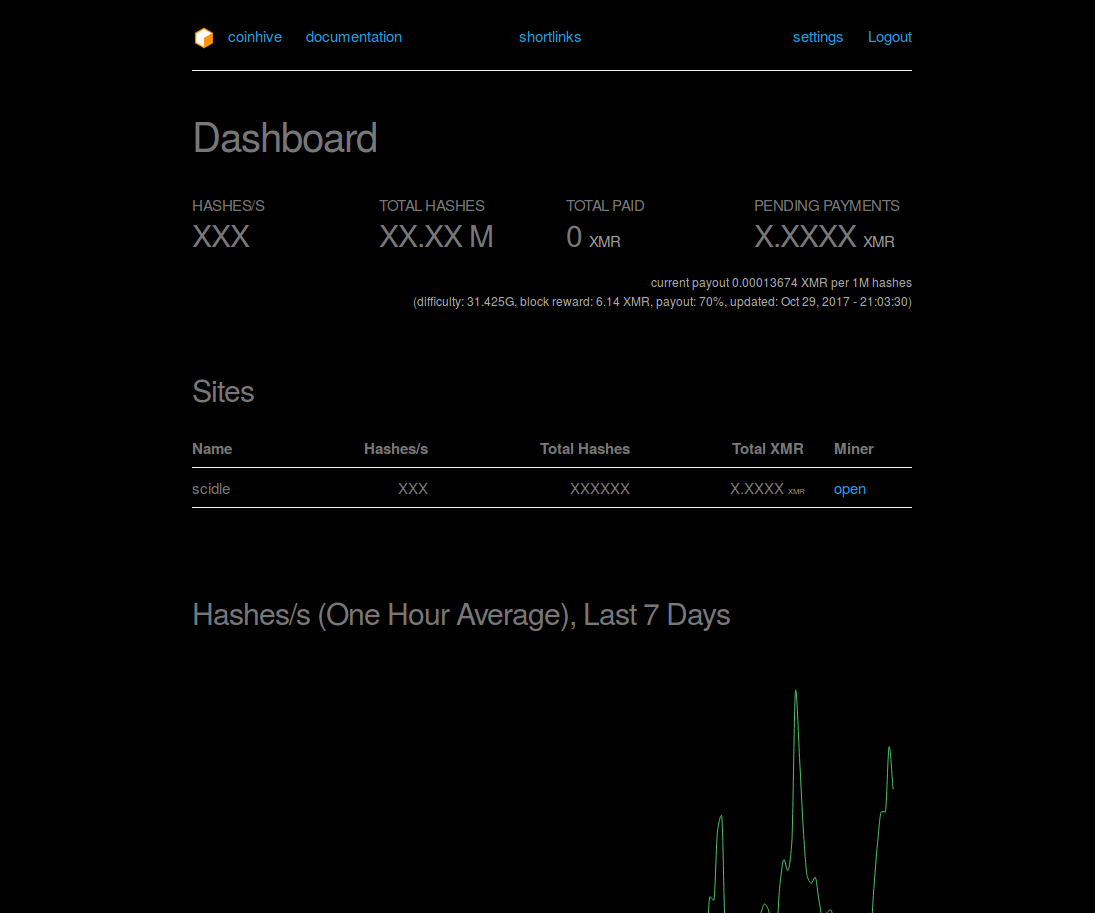 coinhive documentation shortlinks settings Logout
Dashboard
HASHES/S TOTAL HASHES TOTAL PAID PENDING PAYMENTS
XXX XX.XX M 0 XMR X.XXXX XMR
current payout 0.00013674 XMR per 1M hashes
(difficulty: 31.425G, block reward: 6.14 XMR, payout: 70%, updated: Oct 29, 2017 - 21:03:30)
Sites
Name Hashes/s Total Hashes Total XMR Miner
scidle XXX XXXXXX X.XXXX XMR open
Hashes/s (One Hour Average), Last 7 Days